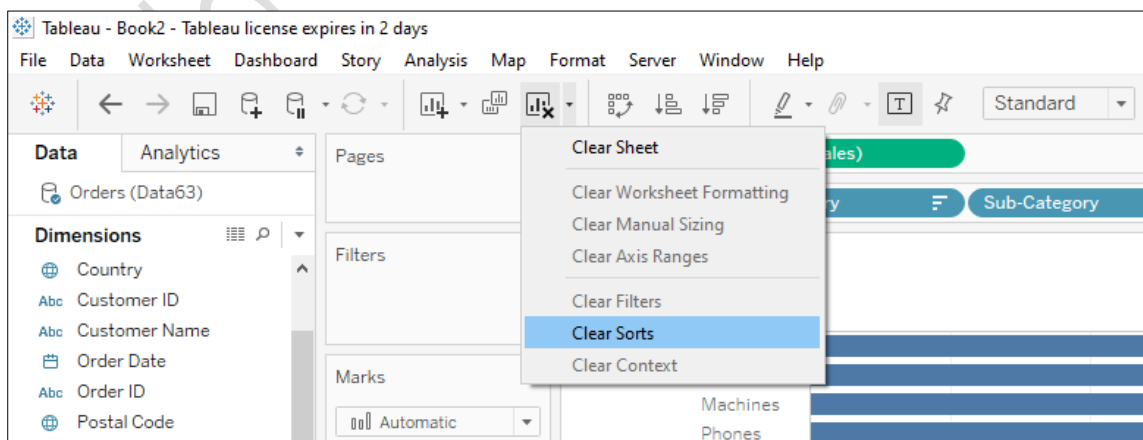 Tableau - Book2 - Tableau license expires in 2 days
File Data Worksheet Dashboard Story Analysis Map Format Server Window Help
T Standard
Data Analytics
Orders (Data63)
Dimensions
Country
Abc Customer ID
Abc Customer Name
Order Date
Abc Order ID
Postal Code
Pages
Filters
Marks
Automatic
Clear Sheet
Clear Worksheet Formatting
Clear Manual Sizing
Clear Axis Ranges
Clear Filters
Clear Sorts
Clear Context
ales)
ry Sub-Category
Machines
Phones